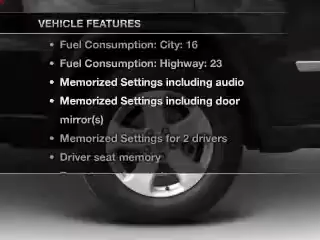 VEHICLE FEATURES
• Fuel Consumption: City: 16
• Fuel Consumption: Highway: 23
• Memorized Settings including audio
• Memorized Settings including door
mirror(s)
• Memorized Settings for 2 drivers
• Driver seat memory